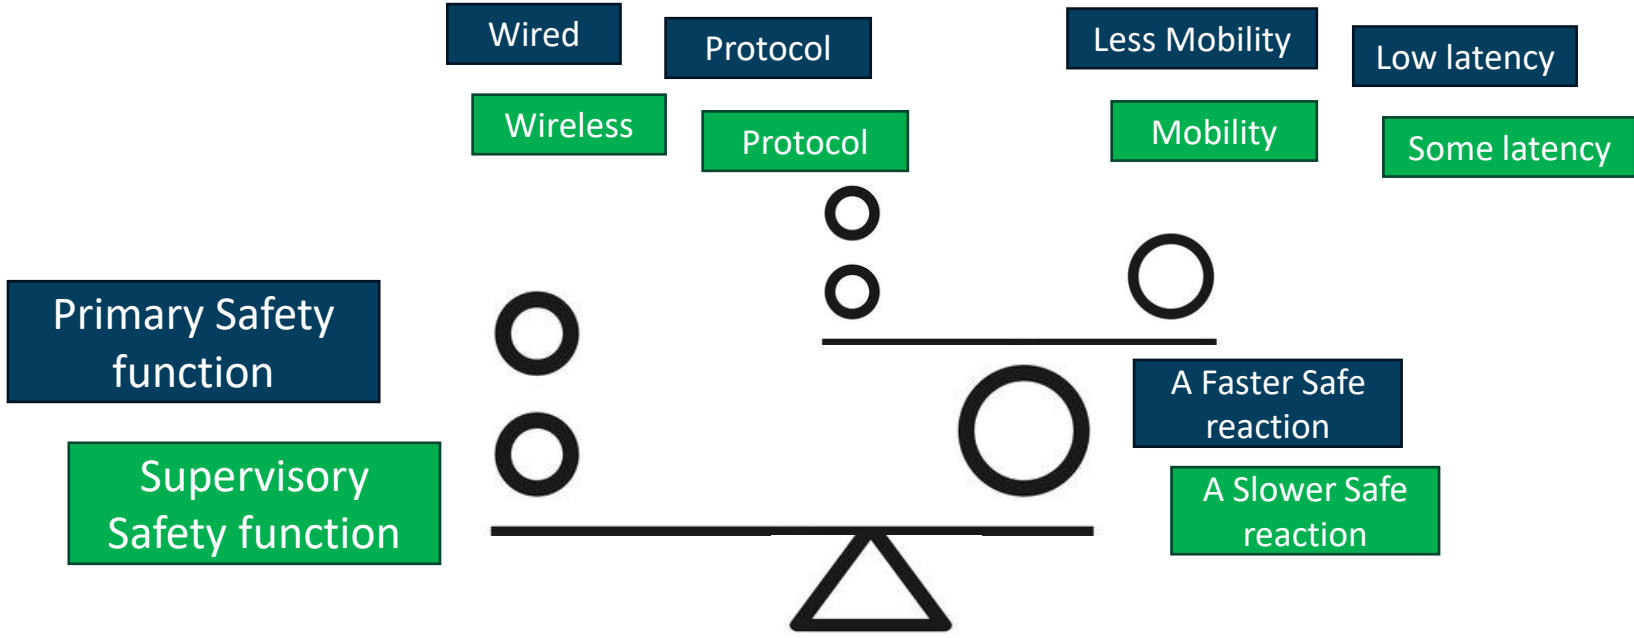 Wired
Protocol
Less Mobility
Low latency
Wireless
Protocol
Mobility
Some latency
Primary Safety
function
Supervisory
Safety function
A Faster Safe
reaction
A Slower Safe
reaction